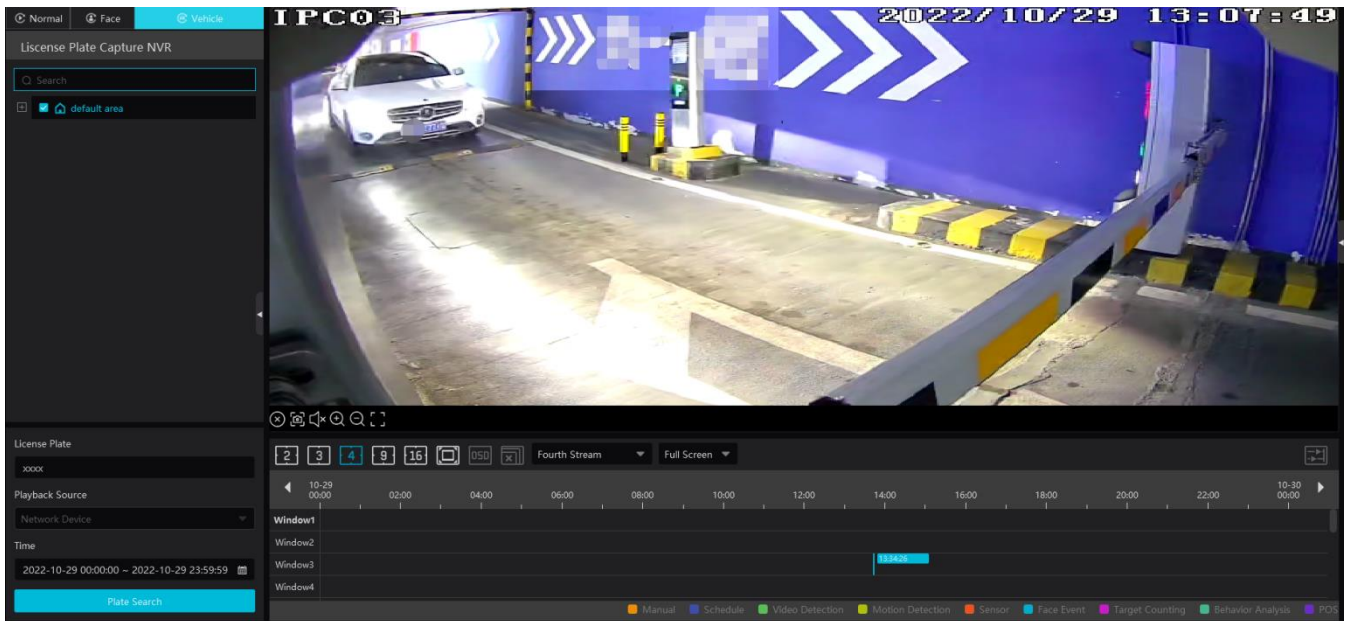 Normal Face Vehicle
IPC03 2022/10/29 13:07:49
Liscense Plate Capture NVR
Search
default area
License Plate
xxxx
Playback Source
Network Device
Time
2022-10-29 00:00:00 ~ 2022-10-29 23:59:59
Plate Search
2 3 4 9 16 OSD Fourth Stream Full Screen
10-29 10-30
00:00 02:00 04:00 06:00 08:00 10:00 12:00 14:00 16:00 18:00 20:00 22:00 00:00
Window1
Window2
Window3 13:34:26
Window4
Manual Schedule Video Detection Motion Detection Sensor Face Event Target Counting Behavior Analysis POS